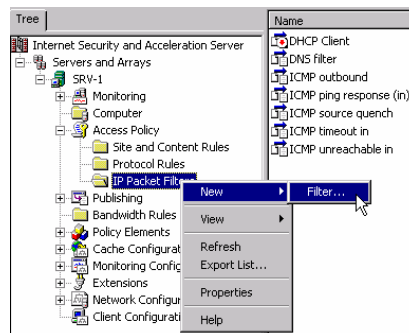 Tree
Internet Security and Acceleration Server
Servers and Arrays
SRV-1
Monitoring
Computer
Access Policy
Site and Content Rules
Protocol Rules
IP Packet Filters
Publishing
Bandwidth Rules
Policy Elements
Cache Configurat
Monitoring Config
Extensions
Network Configur
Client Configurati
New
View
Refresh
Export List...
Properties
Help
Filter...
Name
DHCP Client
DNS filter
ICMP outbound
ICMP ping response (in)
ICMP source quench
ICMP timeout in
ICMP unreachable in